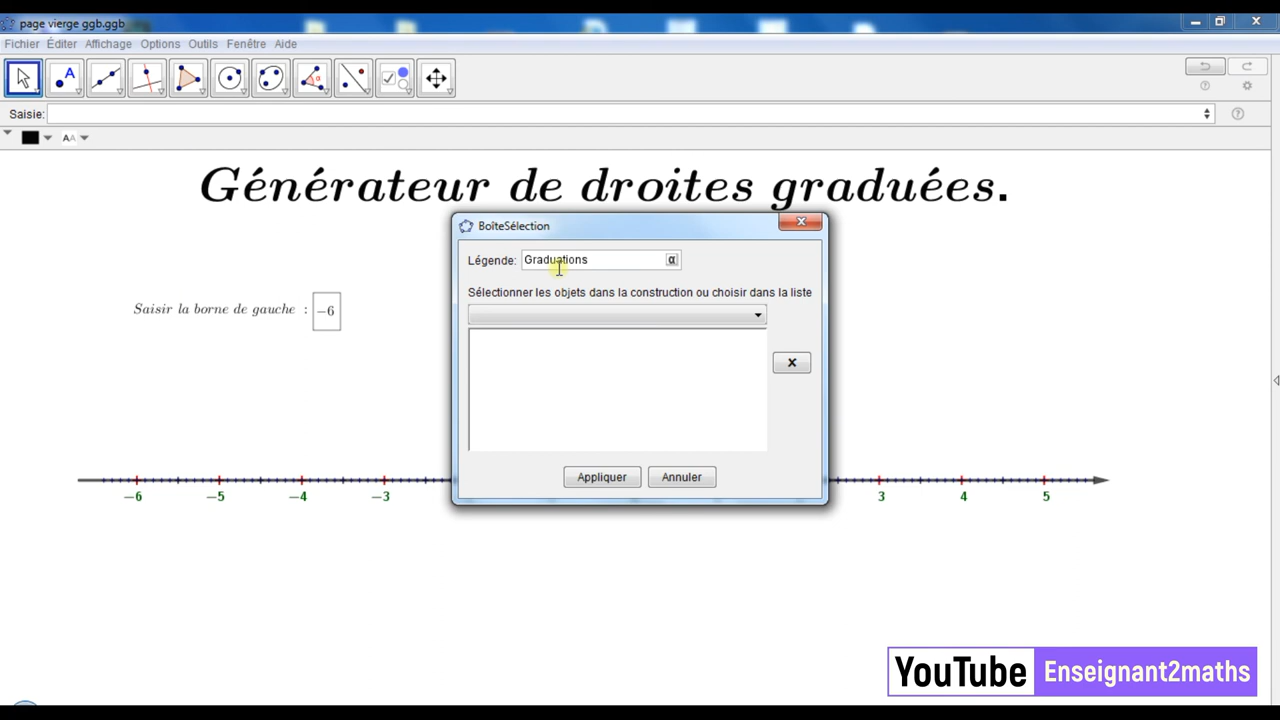 page vierge ggb.ggb
Fichier Éditer Affichage Options Outils Fenêtre Aide
A
Saisie:
AA
Générateur de droites graduées.
BoîteSélection
Légende: Graduations α
Sélectionner les objets dans la construction ou choisir dans la liste
Saisir la borne de gauche : −6
Appliquer Annuler
−6 −5 −4 −3 3 4 5
YouTube Enseignant2maths